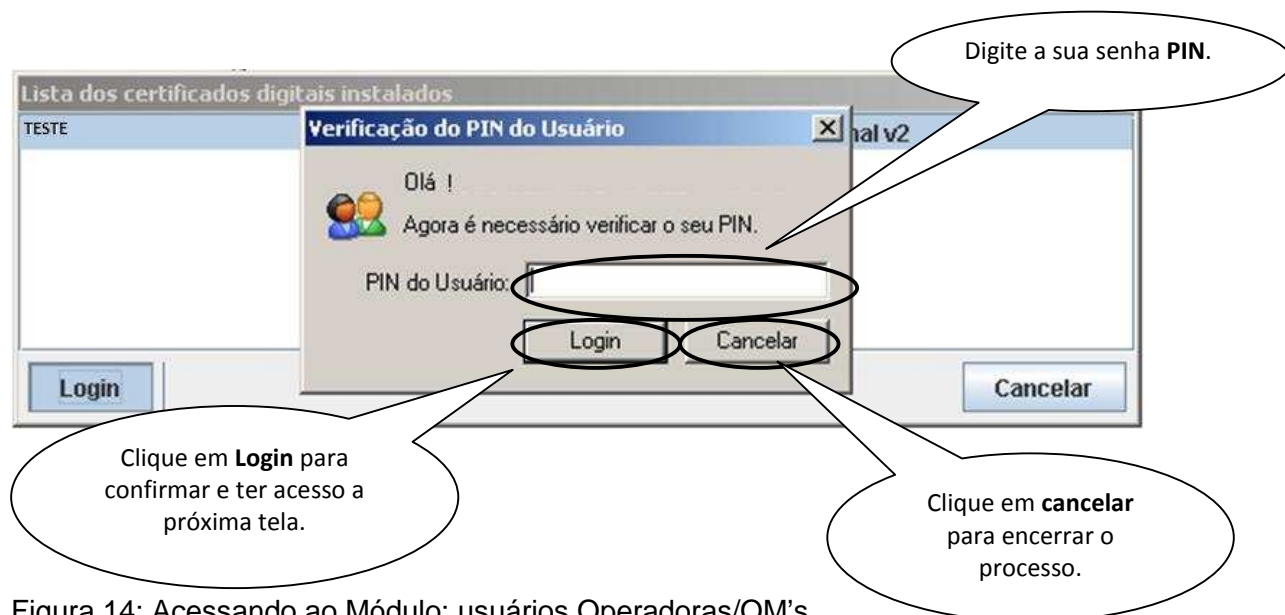 Digite a sua senha PIN.
Lista dos certificados digitais instalados
TESTE
Verificação do PIN do Usuário
nal v2
Olá !
Agora é necessário verificar o seu PIN.
PIN do Usuário:
Login
Cancelar
Login
Cancelar
Clique em Login para
confirmar e ter acesso a
próxima tela.
Clique em cancelar
para encerrar o
processo.
Figura 14: Acessando ao Módulo: usuários Operadoras/OM's